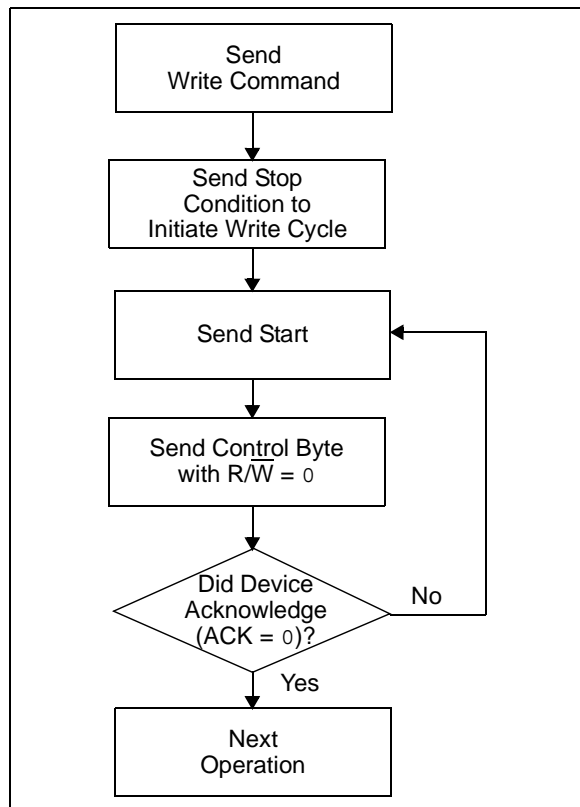 Send
Write Command
Send Stop
Condition to
Initiate Write Cycle
Send Start
Send Control Byte
with R/W̅ = 0
Did Device
Acknowledge
(ACK = 0)?
No
Yes
Next
Operation